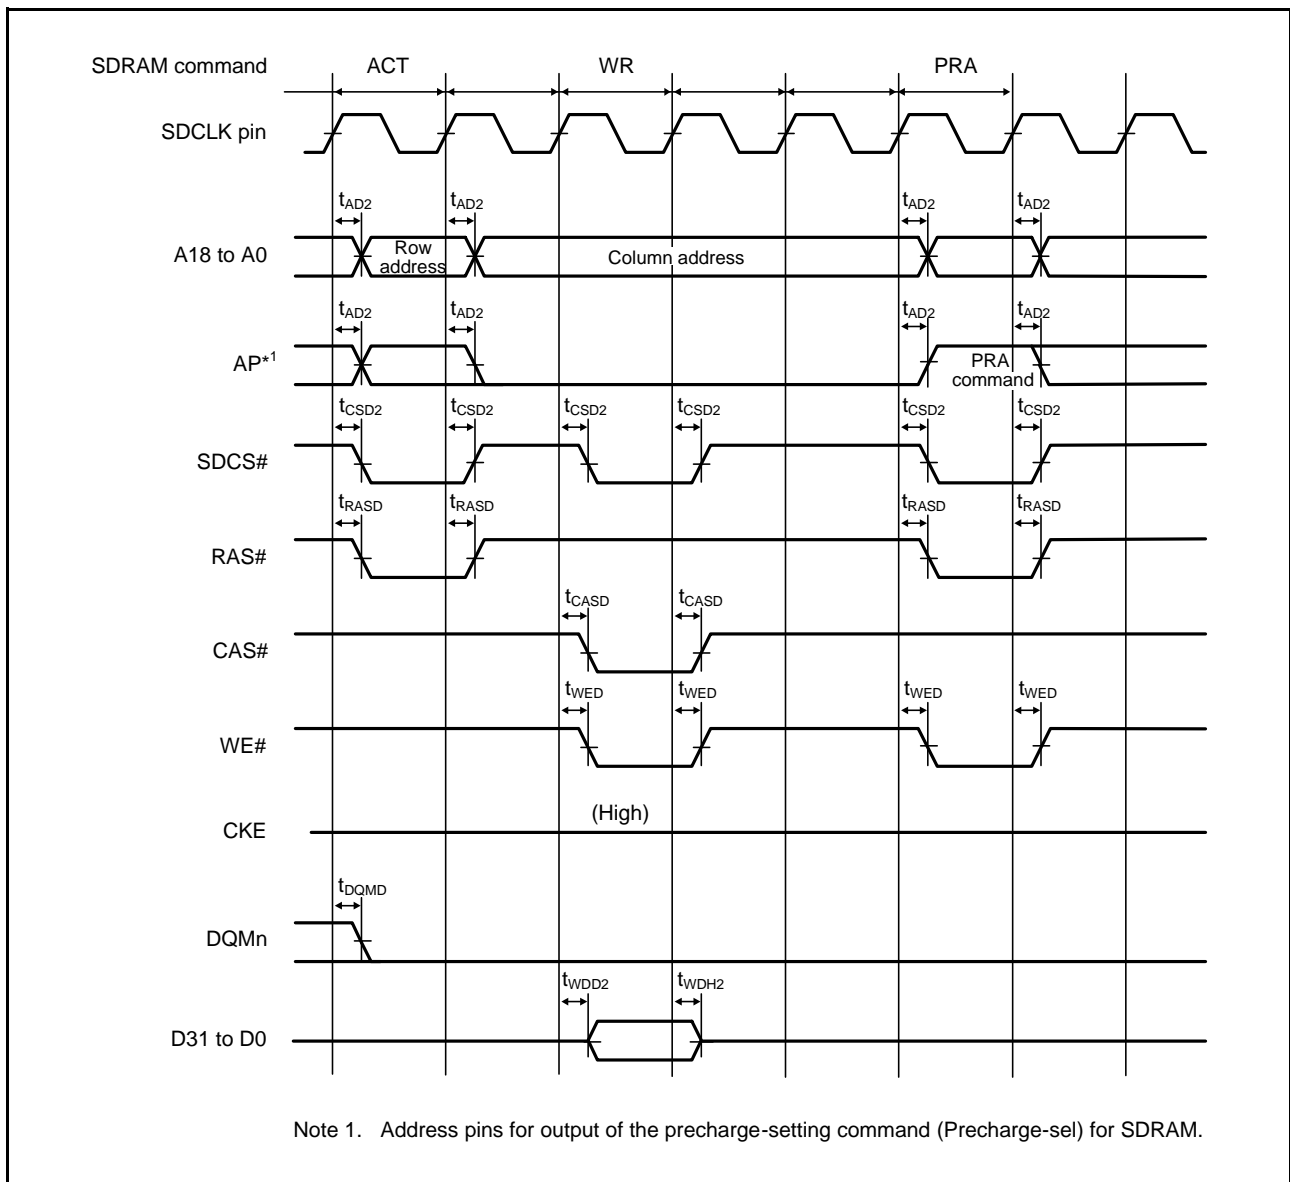 SDRAM command ACT WR PRA
SDCLK pin
tAD2 tAD2 tAD2 tAD2
A18 to A0 Row address Column address
tAD2 tAD2 tAD2 tAD2
AP*1 PRA command
tCSD2 tCSD2 tCSD2 tCSD2 tCSD2 tCSD2
SDCS#
tRASD tRASD tRASD tRASD
RAS#
tCASD tCASD
CAS#
tWED tWED tWED tWED
WE#
(High)
CKE
tDQMD
DQMn
tWDD2 tWDH2
D31 to D0
Note 1. Address pins for output of the precharge-setting command (Precharge-sel) for SDRAM.